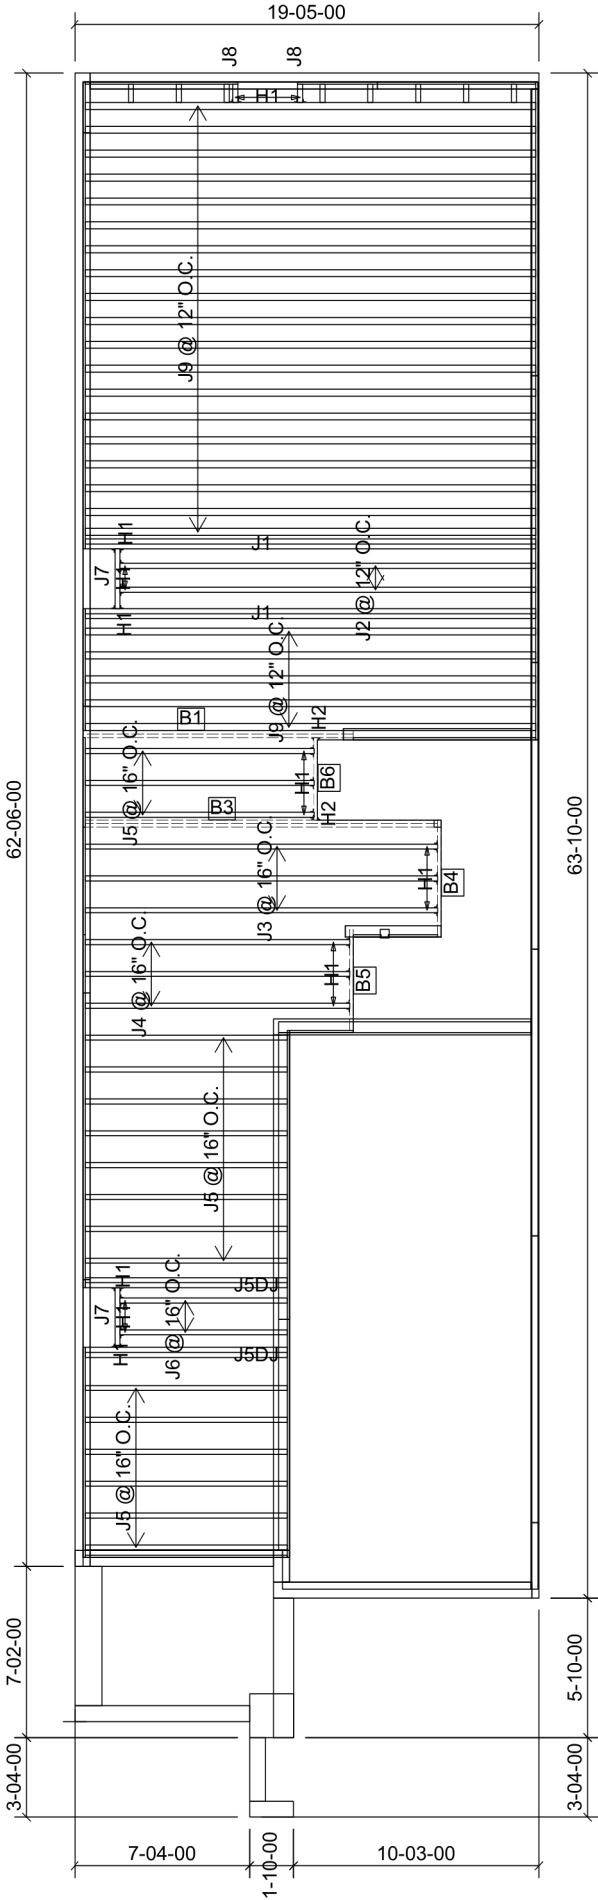 19-05-00
J8
J8
H1
J9 @ 12" O.C.
J1
H1
J7
H1
H1
J2 @ 12" O.C.
J1
J9 @ 12" O.C.
B1
H2
J5 @ 16" O.C.
H1
B6
B3
H2
62-06-00
63-10-00
J3 @ 16" O.C.
H1
B4
J4 @ 16" O.C.
H1
B5
J5 @ 16" O.C.
H1
J5DJ
J7
H1
H1
J6 @ 16" O.C.
J5DJ
J5 @ 16" O.C.
7-02-00
5-10-00
3-04-00
3-04-00
7-04-00
1-10-00
10-03-00